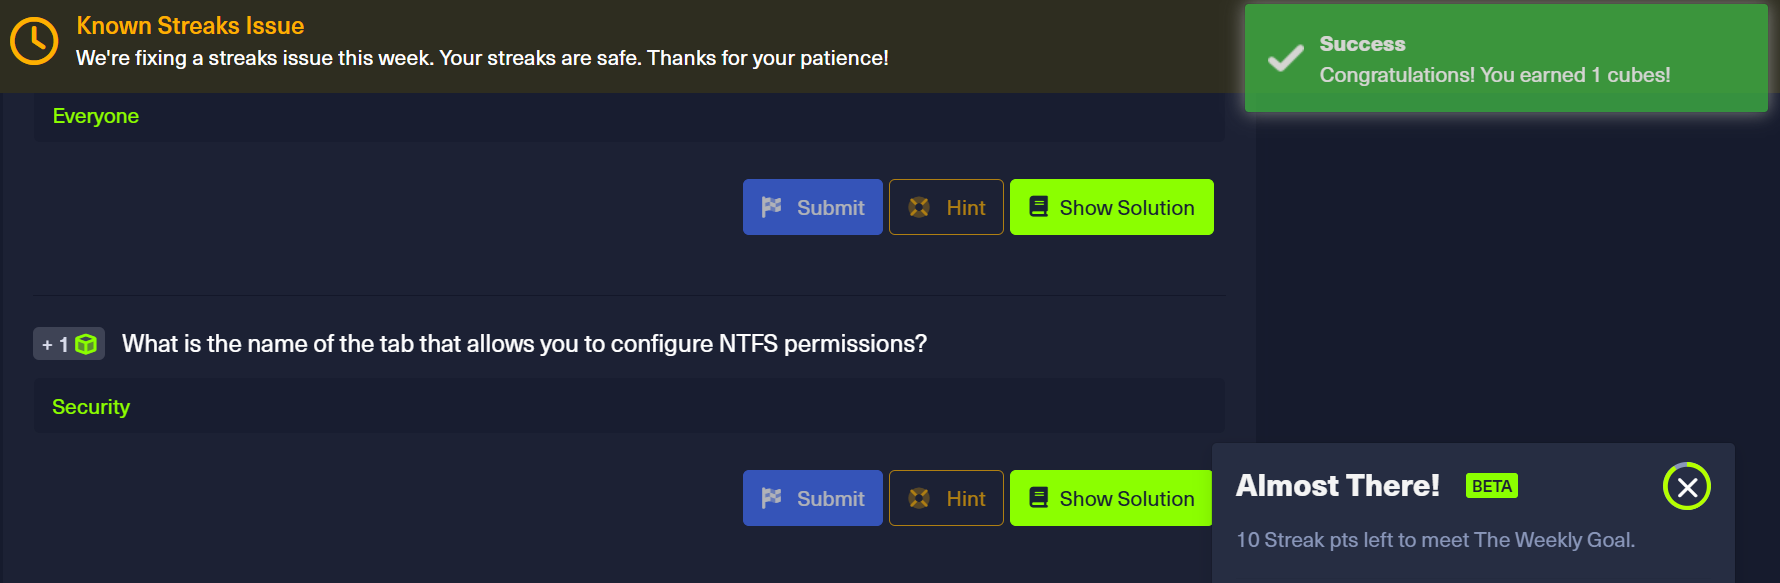 Known Streaks Issue
We're fixing a streaks issue this week. Your streaks are safe. Thanks for your patience!
Success
Congratulations! You earned 1 cubes!
Everyone
Submit
Hint
Show Solution
+ 1
What is the name of the tab that allows you to configure NTFS permissions?
Security
Submit
Hint
Show Solution
Almost There!
BETA
10 Streak pts left to meet The Weekly Goal.